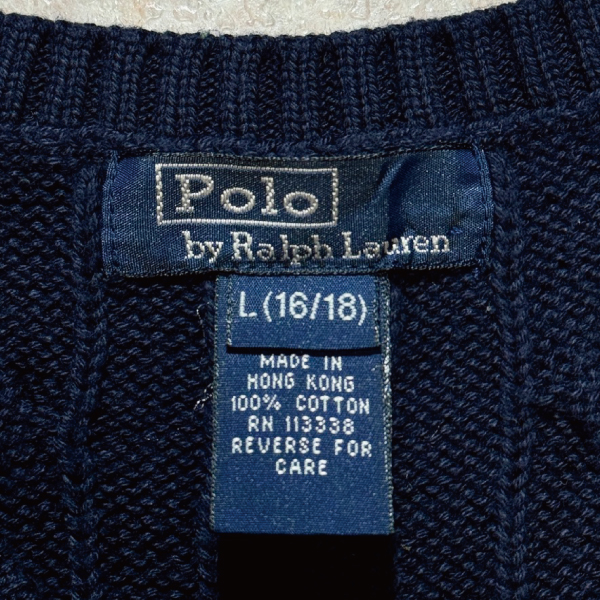 Polo
by Ralph Lauren
L (16/18)
MADE IN
HONG KONG
100% COTTON
RN 113338
REVERSE FOR
CARE